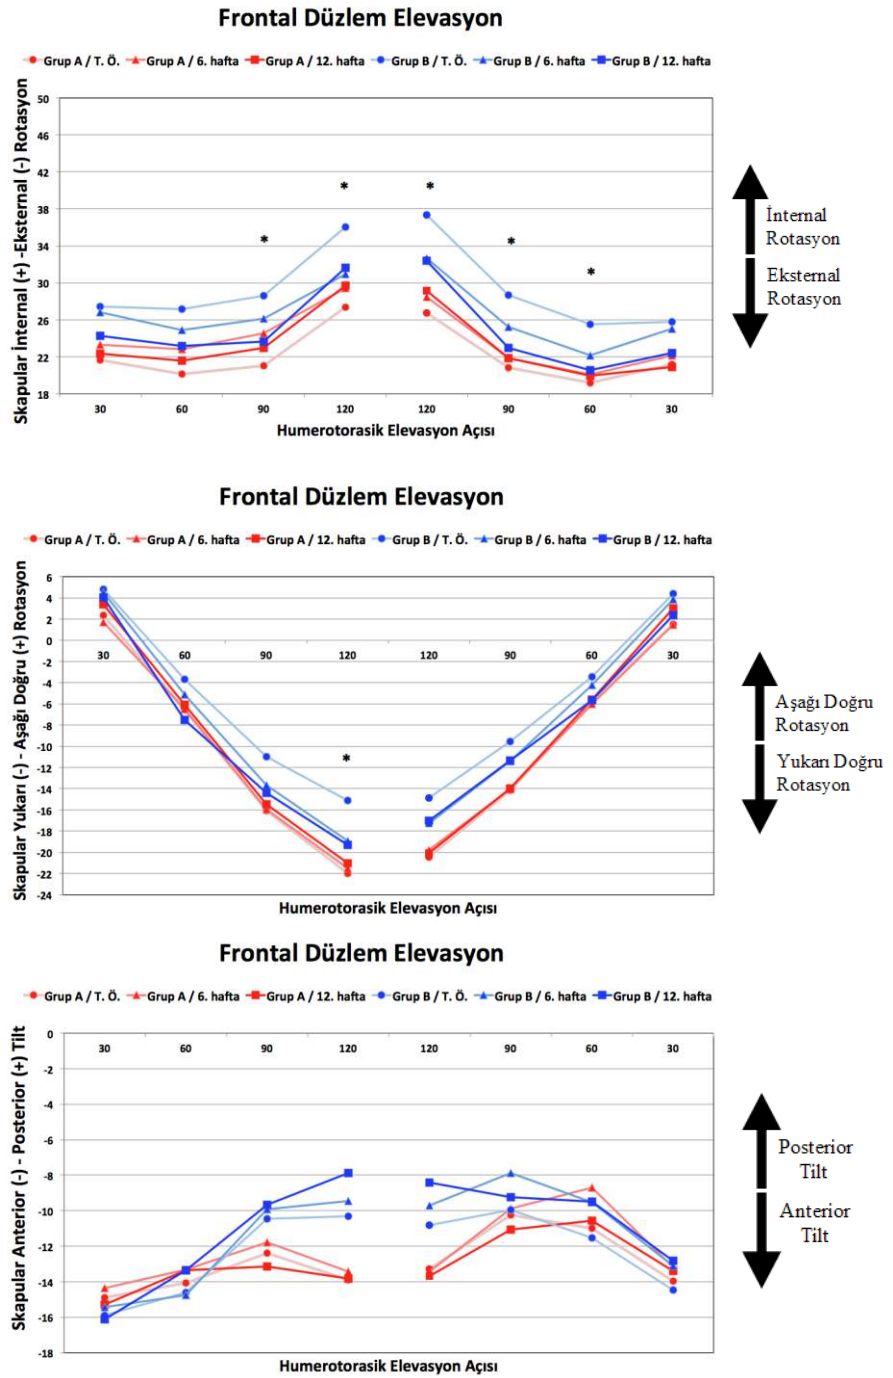 Frontal Düzlem Elevasyon
Grup A / T. Ö. Grup A / 6. hafta Grup A / 12. hafta Grup B / T. Ö. Grup B / 6. hafta Grup B / 12. hafta
Skapular İnternal (+) -Eksternal (-) Rotasyon
50
46
42
38
34
30
26
22
18
* * * * *
30 60 90 120 120 90 60 30
Humerotorasik Elevasyon Açısı
İnternal
Rotasyon
Eksternal
Rotasyon
Frontal Düzlem Elevasyon
Grup A / T. Ö. Grup A / 6. hafta Grup A / 12. hafta Grup B / T. Ö. Grup B / 6. hafta Grup B / 12. hafta
Skapular Yukarı (-) - Aşağı Doğru (+) Rotasyon
6
4
2
0
-2
-4
-6
-8
-10
-12
-14
-16
-18
-20
-22
-24
30 60 90 120 120 90 60 30
*
Humerotorasik Elevasyon Açısı
Aşağı Doğru
Rotasyon
Yukarı Doğru
Rotasyon
Frontal Düzlem Elevasyon
Grup A / T. Ö. Grup A / 6. hafta Grup A / 12. hafta Grup B / T. Ö. Grup B / 6. hafta Grup B / 12. hafta
Skapular Anterior (-) - Posterior (+) Tilt
0
-2
-4
-6
-8
-10
-12
-14
-16
-18
30 60 90 120 120 90 60 30
Humerotorasik Elevasyon Açısı
Posterior
Tilt
Anterior
Tilt